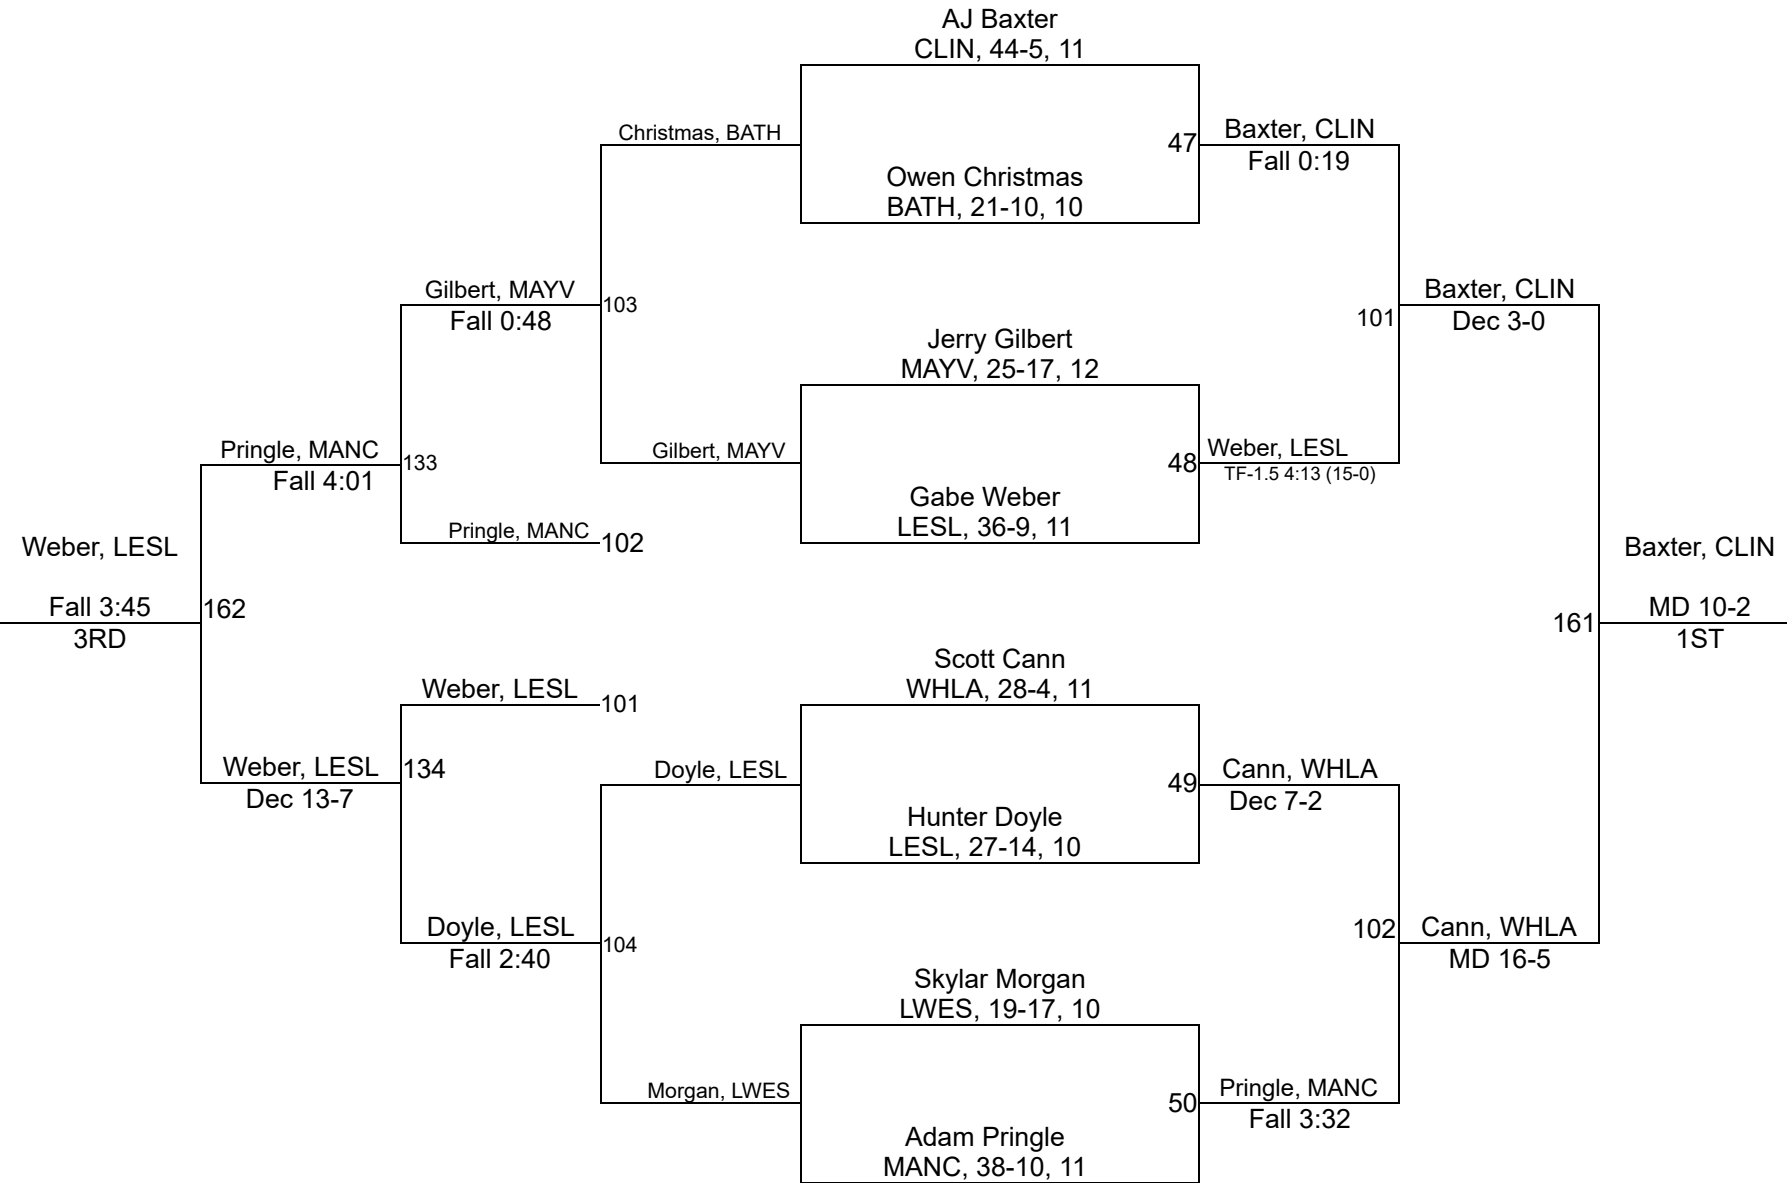 AJ Baxter
CLIN, 44-5, 11
Christmas, BATH
47
Baxter, CLIN
Fall 0:19
Owen Christmas
BATH, 21-10, 10
Gilbert, MAYV
Fall 0:48
103
101
Baxter, CLIN
Dec 3-0
Jerry Gilbert
MAYV, 25-17, 12
Pringle, MANC
Fall 4:01
133
Gilbert, MAYV
48
Weber, LESL
TF-1.5 4:13 (15-0)
Gabe Weber
LESL, 36-9, 11
Pringle, MANC
102
Weber, LESL
Fall 3:45
3RD
162
Baxter, CLIN
161
MD 10-2
1ST
Scott Cann
WHLA, 28-4, 11
Weber, LESL
101
Weber, LESL
Dec 13-7
134
Doyle, LESL
49
Cann, WHLA
Dec 7-2
Hunter Doyle
LESL, 27-14, 10
Doyle, LESL
Fall 2:40
104
102
Cann, WHLA
MD 16-5
Skylar Morgan
LWES, 19-17, 10
Morgan, LWES
50
Pringle, MANC
Fall 3:32
Adam Pringle
MANC, 38-10, 11